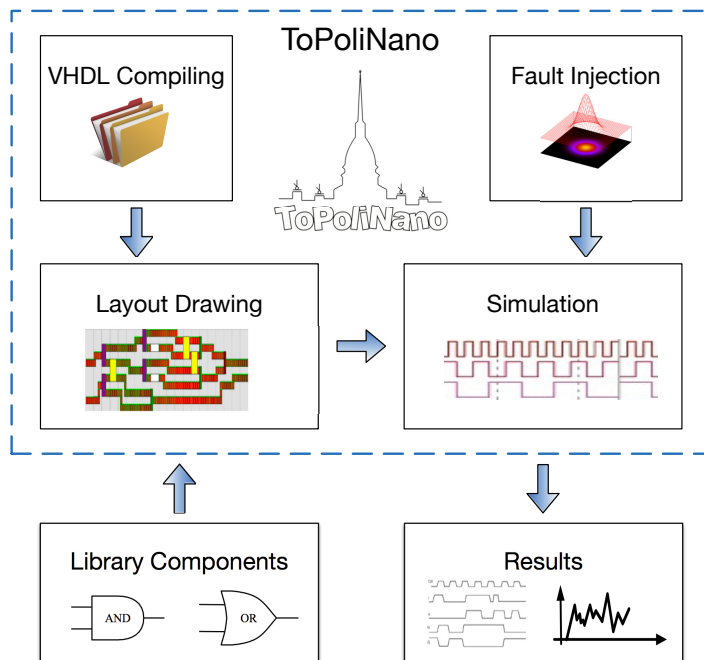 ToPoliNano
VHDL Compiling
Fault Injection
ToPoliNano
Layout Drawing
Simulation
Library Components
AND
OR
Results